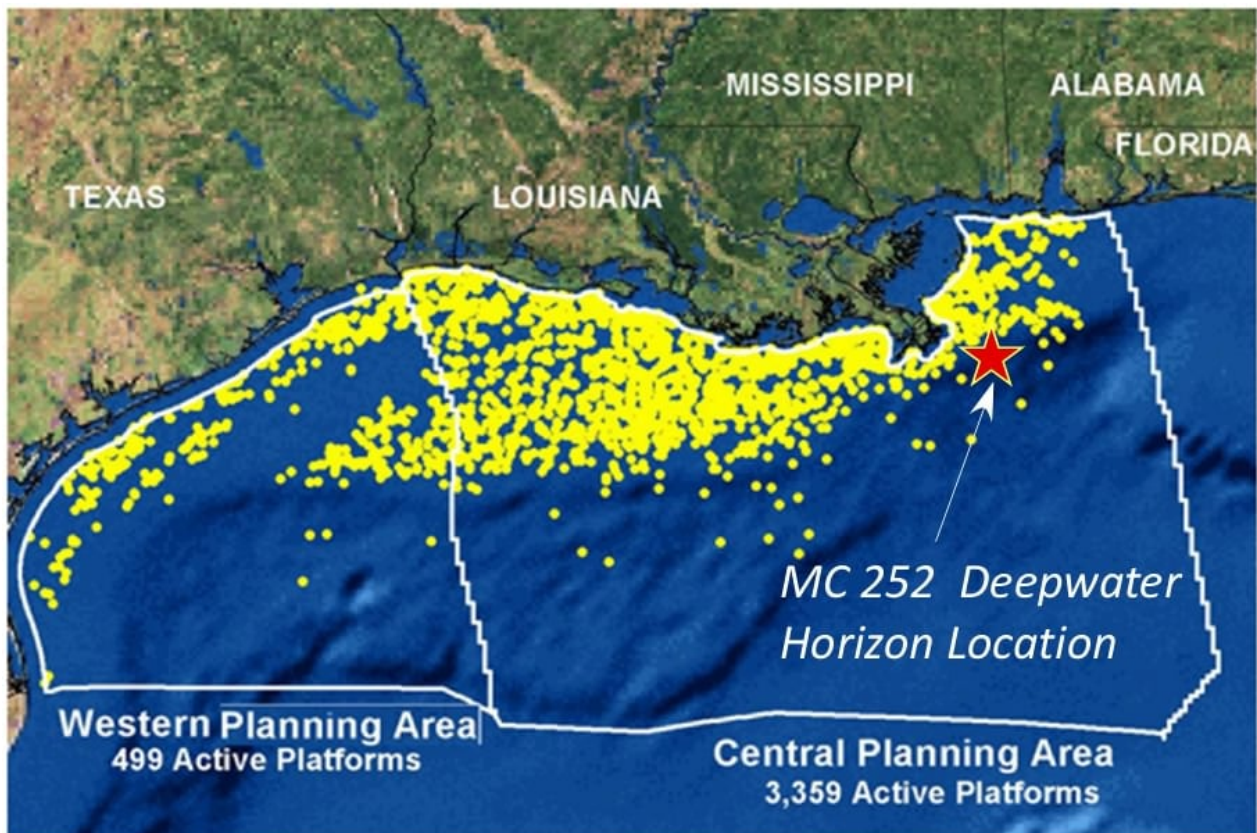 MISSISSIPPI
ALABAMA
FLORIDA
TEXAS
LOUISIANA
MC 252 Deepwater
Horizon Location
Western Planning Area
499 Active Platforms
Central Planning Area
3,359 Active Platforms